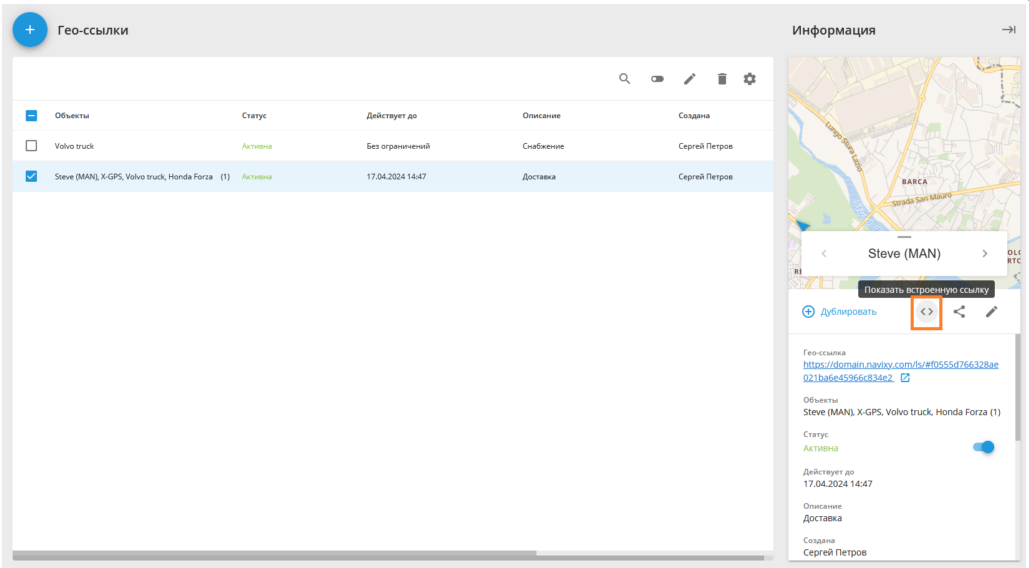 Гео-ссылки
Информация
Объекты Статус Действует до Описание Создана
Volvo truck Активна Без ограничений Снабжение Сергей Петров
Steve (MAN), X-GPS, Volvo truck, Honda Forza (1) Активна 17.04.2024 14:47 Доставка Сергей Петров
Lungo Stura Lazio
BARCA
Strada San Mauro
Steve (MAN)
Показать встроенную ссылку
Дублировать
Гео-ссылка
https://domain.navixy.com/ls/#f0555d766328ae
021ba6e45966c834e2
Объекты
Steve (MAN), X-GPS, Volvo truck, Honda Forza (1)
Статус
Активна
Действует до
17.04.2024 14:47
Описание
Доставка
Создана
Сергей Петров